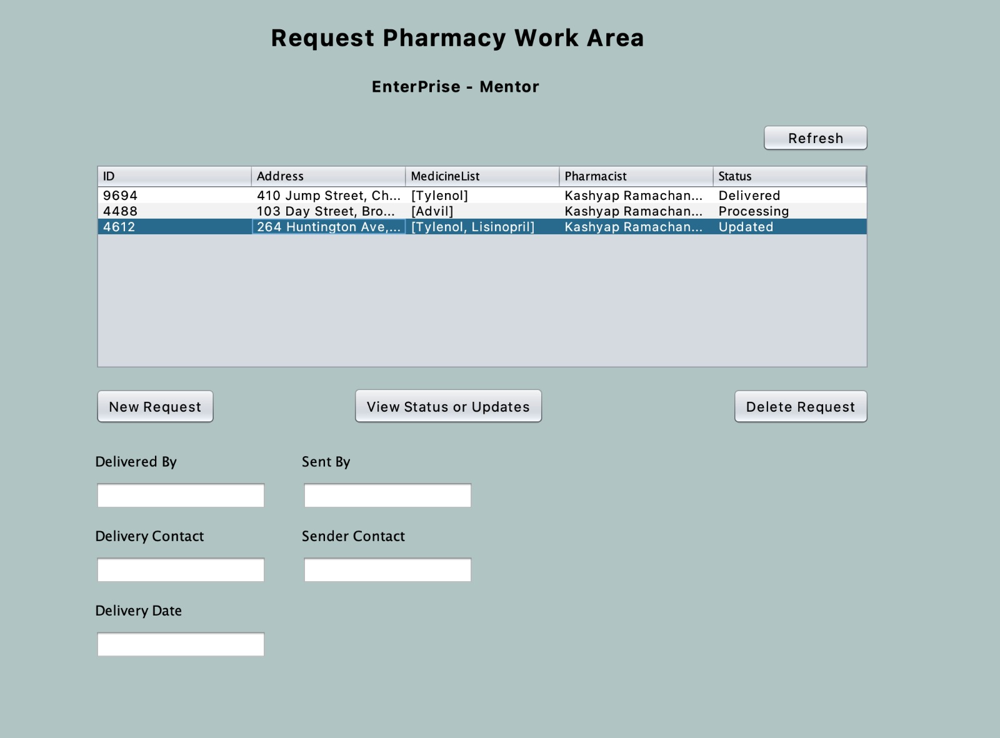 Request Pharmacy Work Area
EnterPrise - Mentor
Refresh
ID Address MedicineList Pharmacist Status
9694 410 Jump Street, Ch... [Tylenol] Kashyap Ramachan... Delivered
4488 103 Day Street, Bro... [Advil] Kashyap Ramachan... Processing
4612 264 Huntington Ave,... [Tylenol, Lisinopril] Kashyap Ramachan... Updated
New Request View Status or Updates Delete Request
Delivered By Sent By
Delivery Contact Sender Contact
Delivery Date